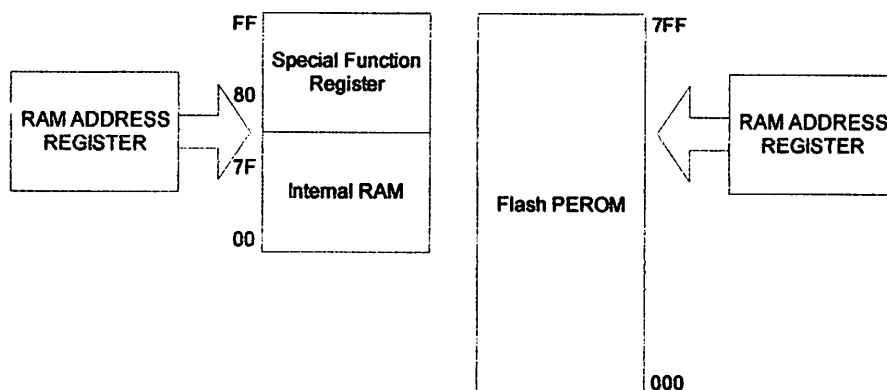 FF
7FF
Special Function
Register
80
RAM ADDRESS
REGISTER
RAM ADDRESS
REGISTER
7F
Internal RAM
Flash PEROM
00
000